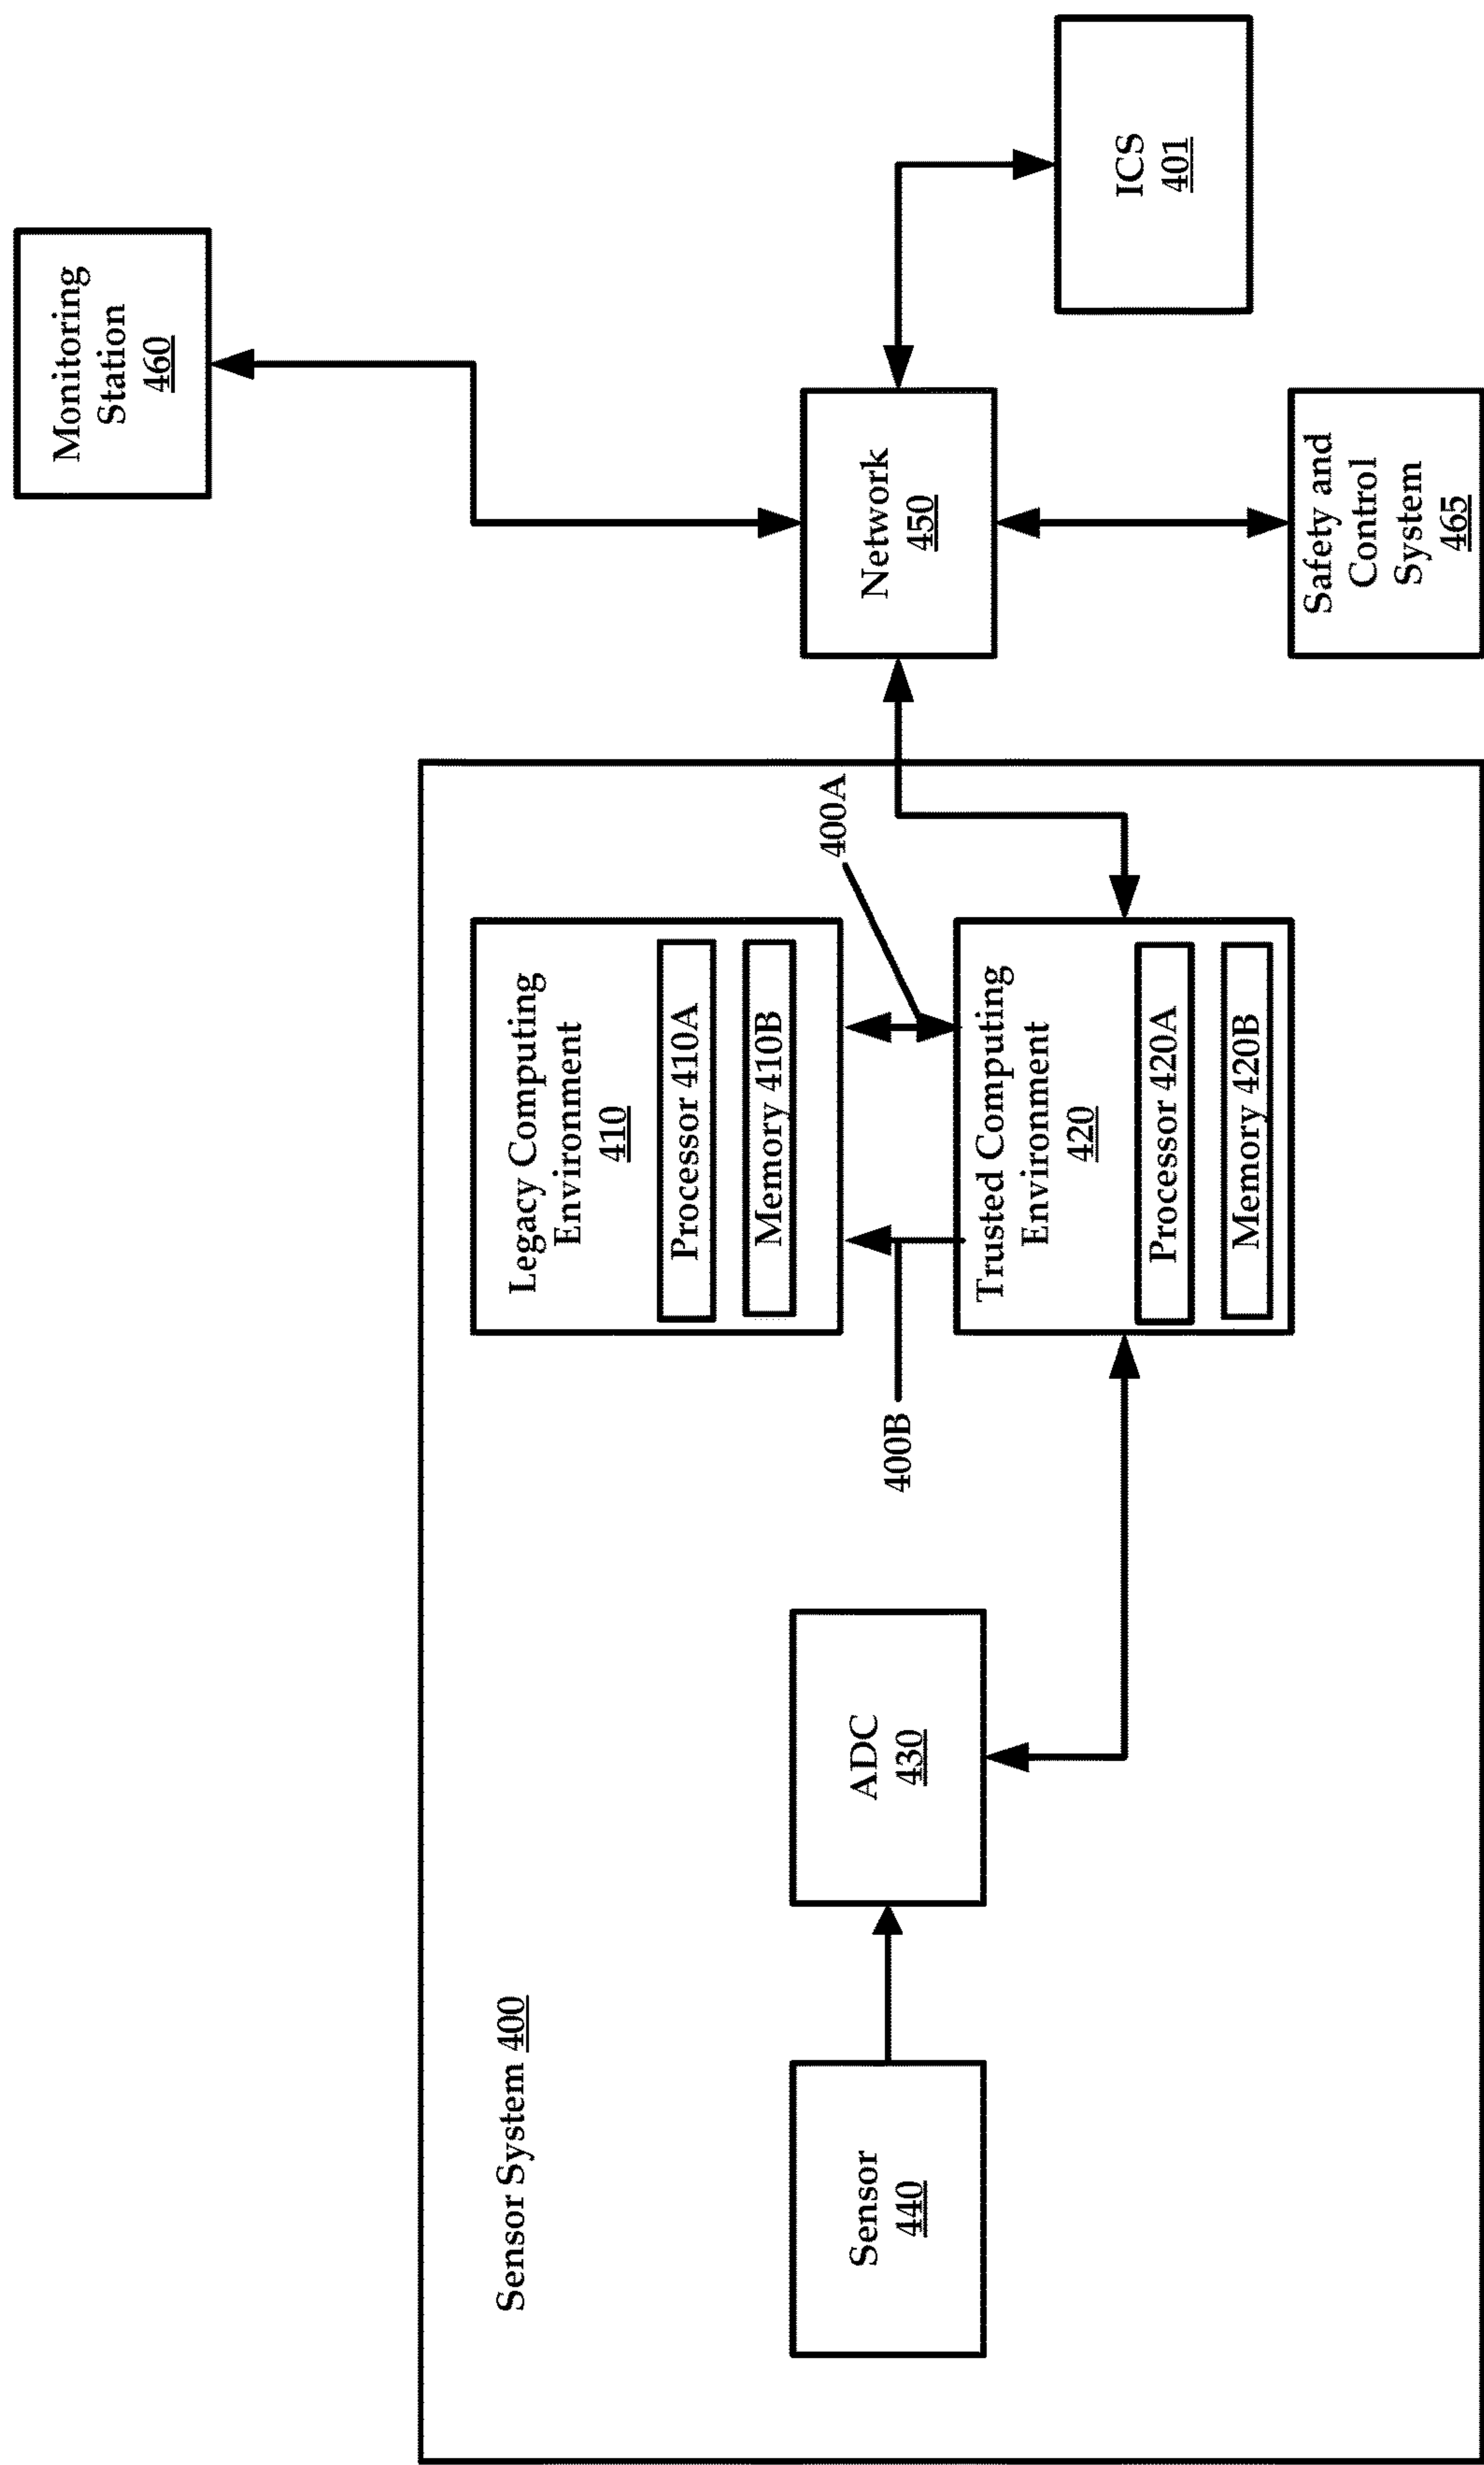 Sensor System 400
Sensor
440
ADC
430
Legacy Computing
Environment
410
Processor 410A
Memory 410B
400B
400A
Trusted Computing
Environment
420
Processor 420A
Memory 420B
Monitoring
Station
460
Network
450
Safety and
Control
System
465
ICS
401